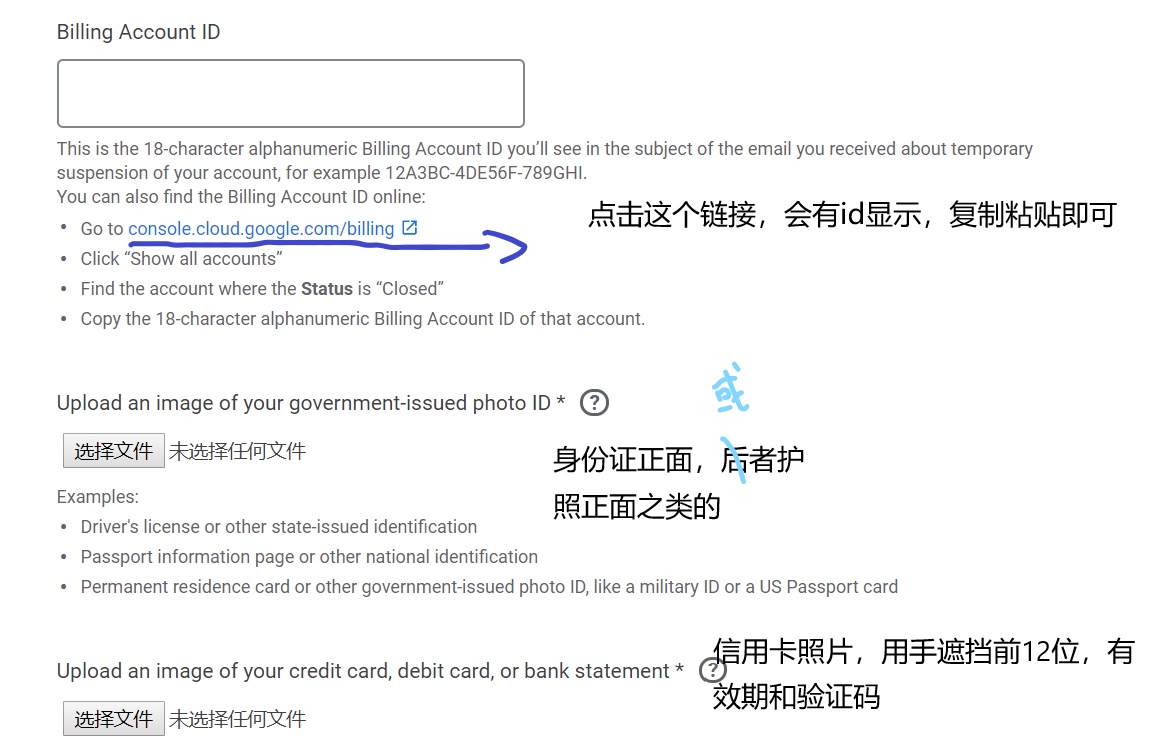 Billing Account ID
This is the 18-character alphanumeric Billing Account ID you’ll see in the subject of the email you received about temporary
suspension of your account, for example 12A3BC-4DE56F-789GHI.
You can also find the Billing Account ID online:
• Go to console.cloud.google.com/billing
点击这个链接，会有id显示，复制粘贴即可
• Click “Show all accounts”
• Find the account where the Status is “Closed”
• Copy the 18-character alphanumeric Billing Account ID of that account.
Upload an image of your government-issued photo ID * ?
或
选择文件 未选择任何文件
身份证正面，后者护
照正面之类的
Examples:
• Driver's license or other state-issued identification
• Passport information page or other national identification
• Permanent residence card or other government-issued photo ID, like a military ID or a US Passport card
Upload an image of your credit card, debit card, or bank statement * ?
信用卡照片，用手遮挡前12位，有
效期和验证码
选择文件 未选择任何文件